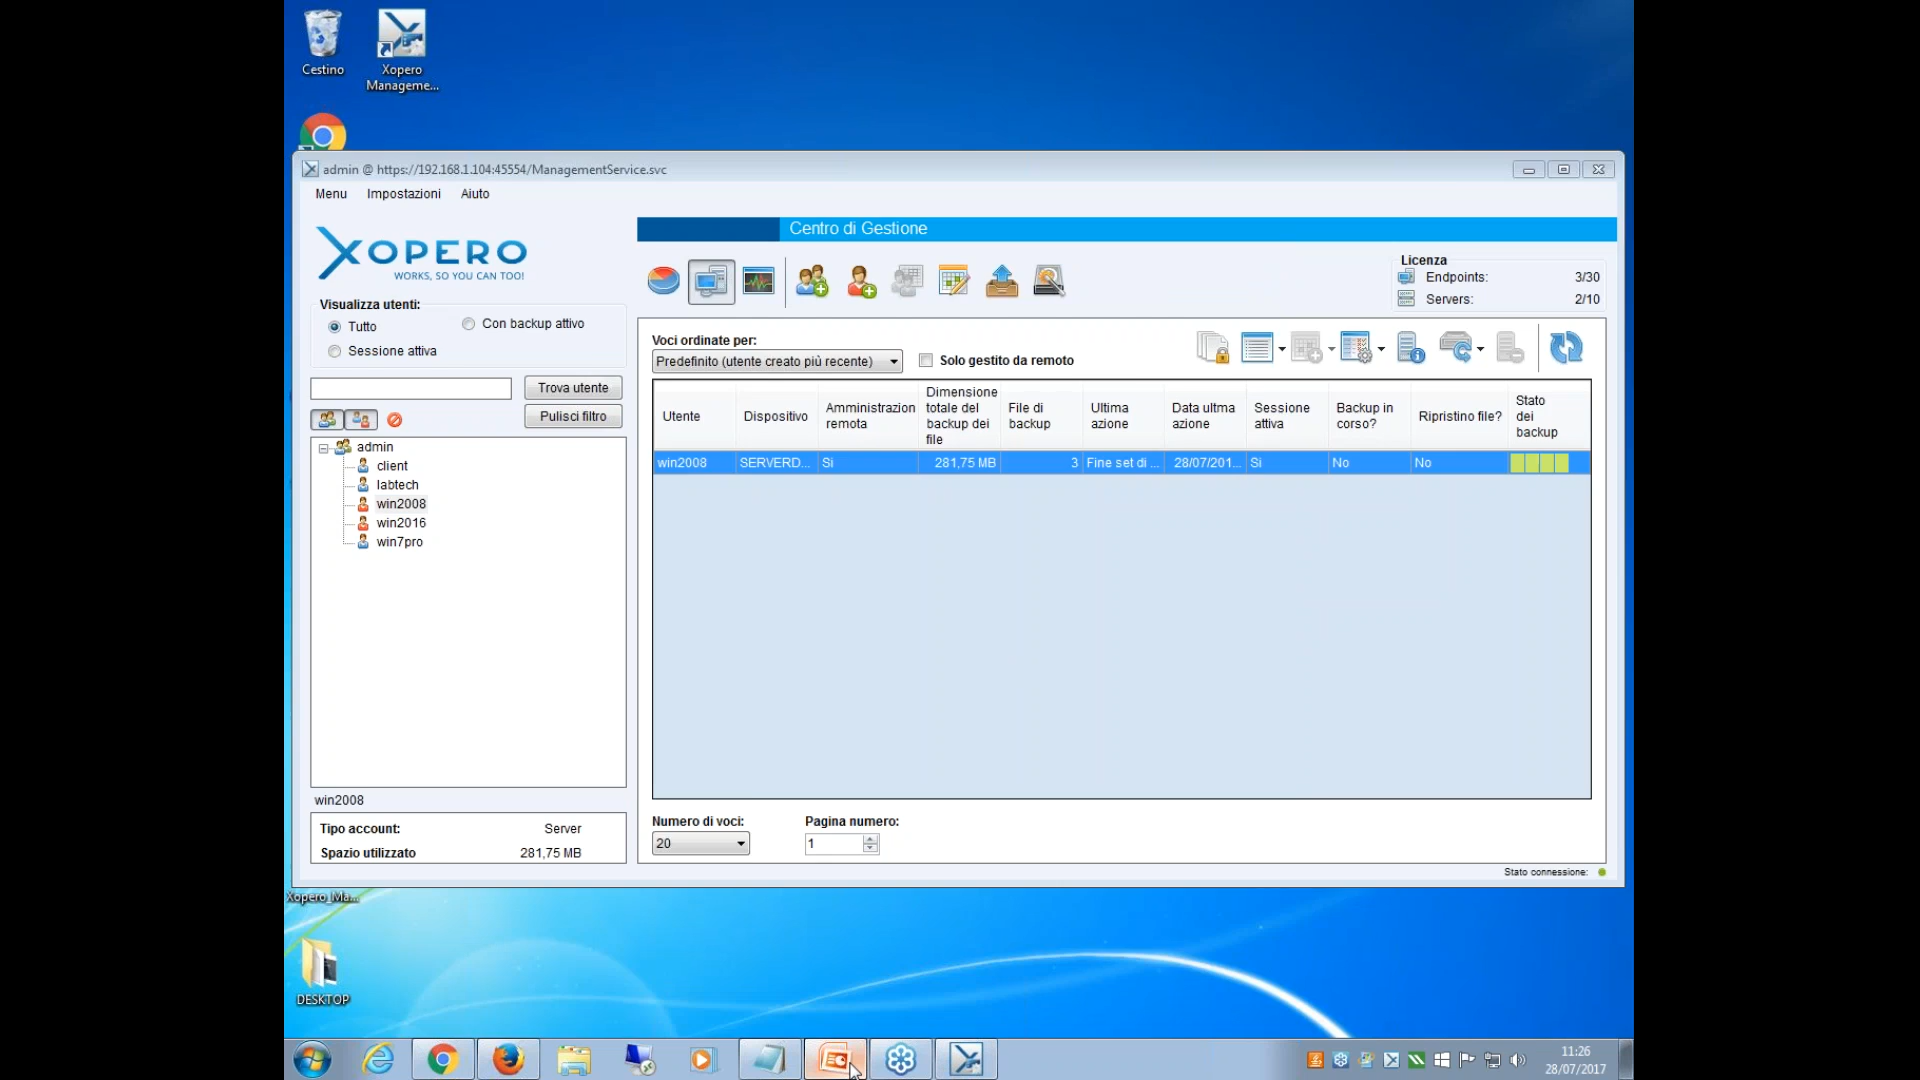 Cestino
Xopero
Manageme...
admin @ https://192.168.1.104:45554/ManagementService.svc
Menu Impostazioni Aiuto
XOPERO
WORKS, SO YOU CAN TOO!
Centro di Gestione
Licenza
Endpoints: 3/30
Servers: 2/10
Visualizza utenti:
Tutto
Con backup attivo
Sessione attiva
Trova utente
Pulisci filtro
admin
client
labtech
win2008
win2016
win7pro
win2008
Tipo account: Server
Spazio utilizzato 281,75 MB
Voci ordinate per:
Predefinito (utente creato più recente)
Solo gestito da remoto
Utente
Dispositivo
Amministrazion
remota
Dimensione
totale del
backup dei
file
File di
backup
Ultima
azione
Data ultma
azione
Sessione
attiva
Backup in
corso?
Ripristino file?
Stato
dei
backup
win2008 SERVERD... Si 281,75 MB 3 Fine set di ... 28/07/201... Si No No
Numero di voci:
20
Pagina numero:
1
Stato connessione:
Xopero_Ma...
DESKTOP
11:26
28/07/2017